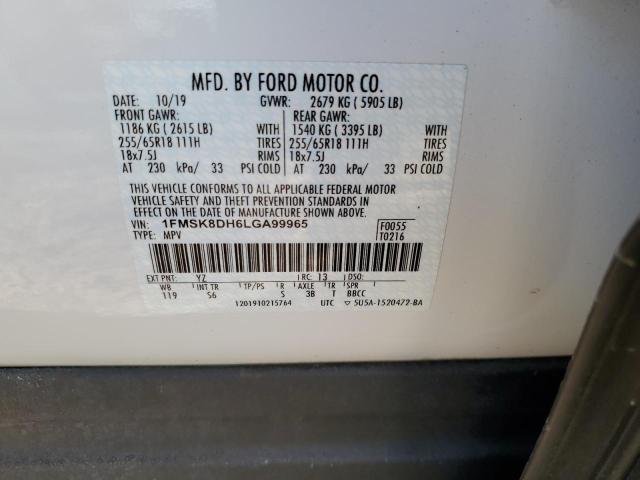 MFD. BY FORD MOTOR CO.
DATE: 10/19 GVWR: 2679 KG (5905 LB)
FRONT GAWR: REAR GAWR:
1186 KG (2615 LB) WITH 1540 KG (3395 LB) WITH
255/65R18 111H TIRES 255/65R18 111H TIRES
18x7.5J RIMS 18x7.5J RIMS
AT 230 kPa/ 33 PSI COLD AT 230 kPa/ 33 PSI COLD
THIS VEHICLE CONFORMS TO ALL APPLICABLE FEDERAL MOTOR
VEHICLE SAFETY AND THEFT PREVENTION STANDARDS IN
EFFECT ON THE DATE OF MANUFACTURE SHOWN ABOVE.
VIN: 1FMSK8DH6LGA99965 F0055
TYPE: MPV T0216
EXT PNT: YZ RC: 13 DSO:
WB INT TR TP/PS R AXLE TR SPR
119 S6 S 3B T BBCC
1201910215764 UTC 5U5A-1520472-BA